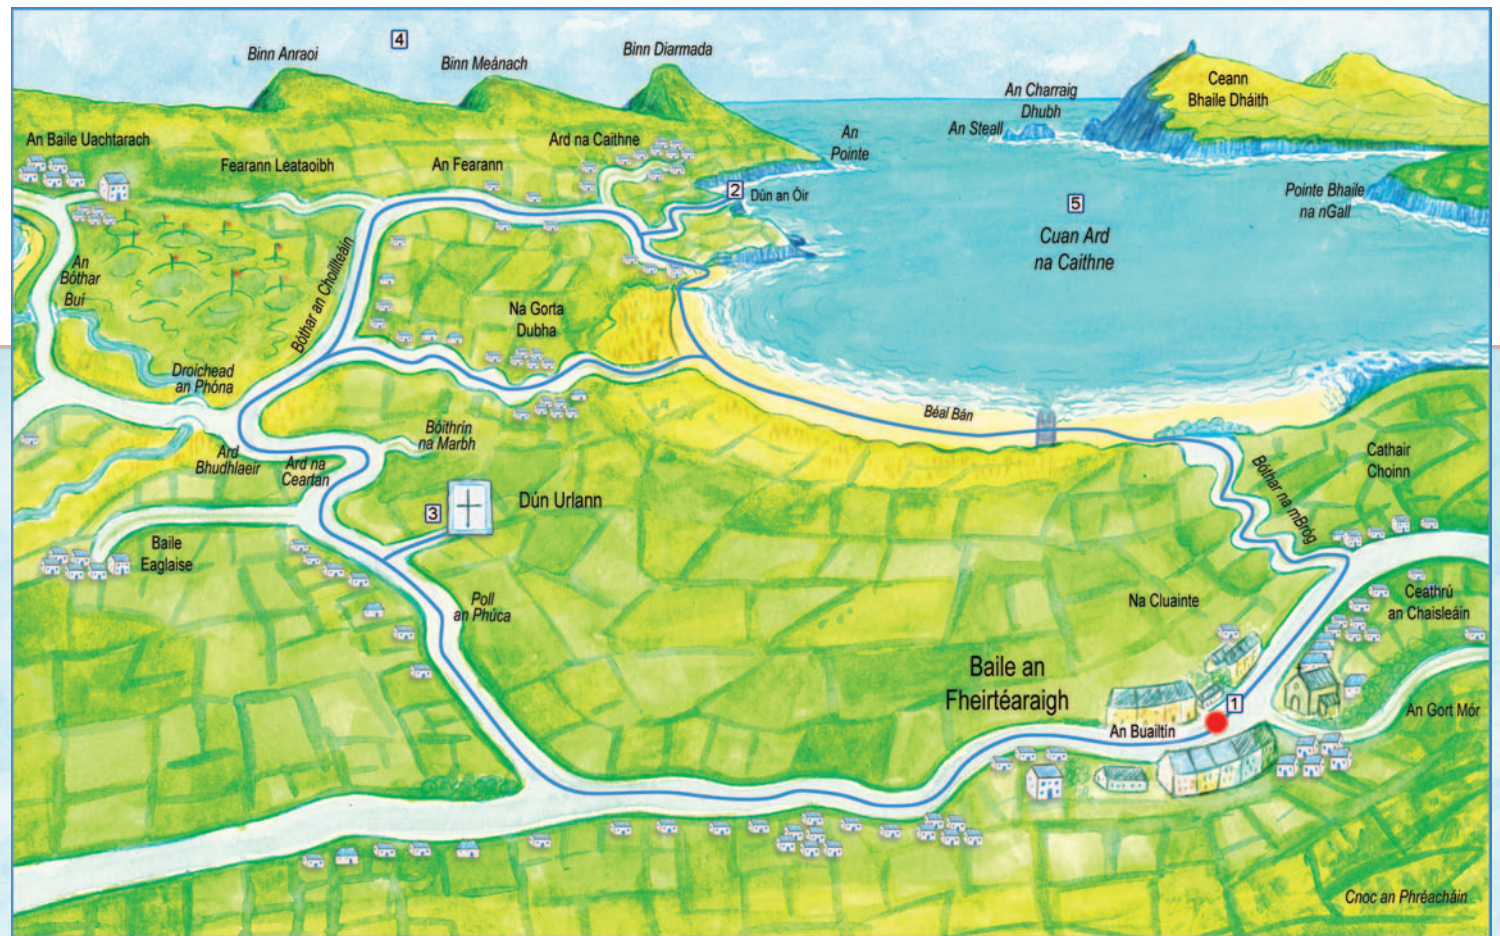 4
Binn Anraoi
Binn Meánach
Binn Diarmada
An Charraig
Dhubh
An Steall
Ceann
Bhaile Dháith
An Baile Uachtarach
Fearann Leataoibh
An Fearann
Ard na Caithne
An
Pointe
2
Dún an Óir
5
Cuan Ard
na Caithne
Pointe Bhaile
na nGall
An
Bóthar
Buí
Bóthar an Choillteáin
Na Gorta
Dubha
Droichead
an Phóna
Bóithrín
na Marbh
Béal Bán
Ard
Bhudhlaeir
Ard na
Ceartan
Cathair
Choinn
Bóthar na mBróg
3
Dún Urlann
Baile
Eaglaise
Poll
an Phúca
Na Cluainte
Ceathrú
an Chaisleáin
Baile an
Fheirtéaraigh
1
An Buailtín
An Gort Mór
Cnoc an Phréacháin